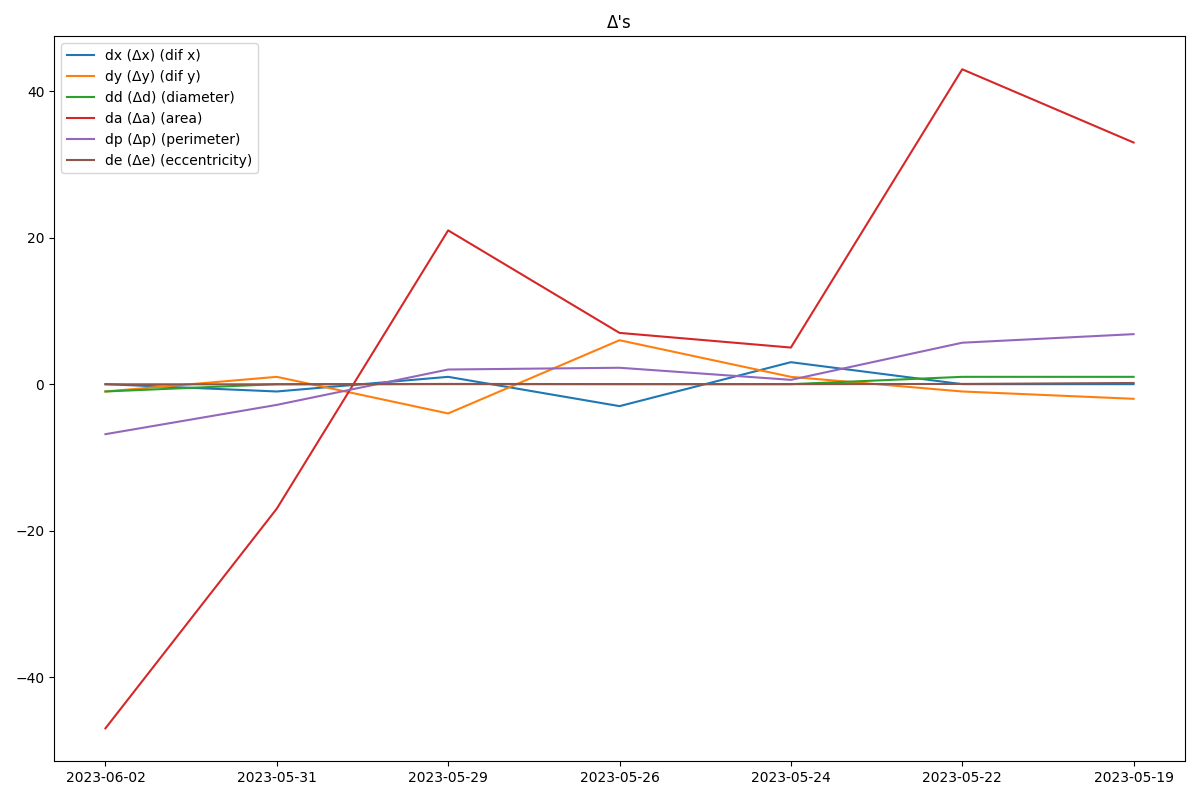 Δ's
dx (Δx) (dif x)
dy (Δy) (dif y)
dd (Δd) (diameter)
da (Δa) (area)
dp (Δp) (perimeter)
de (Δe) (eccentricity)
40
20
0
−20
−40
2023-06-02 2023-05-31 2023-05-29 2023-05-26 2023-05-24 2023-05-22 2023-05-19